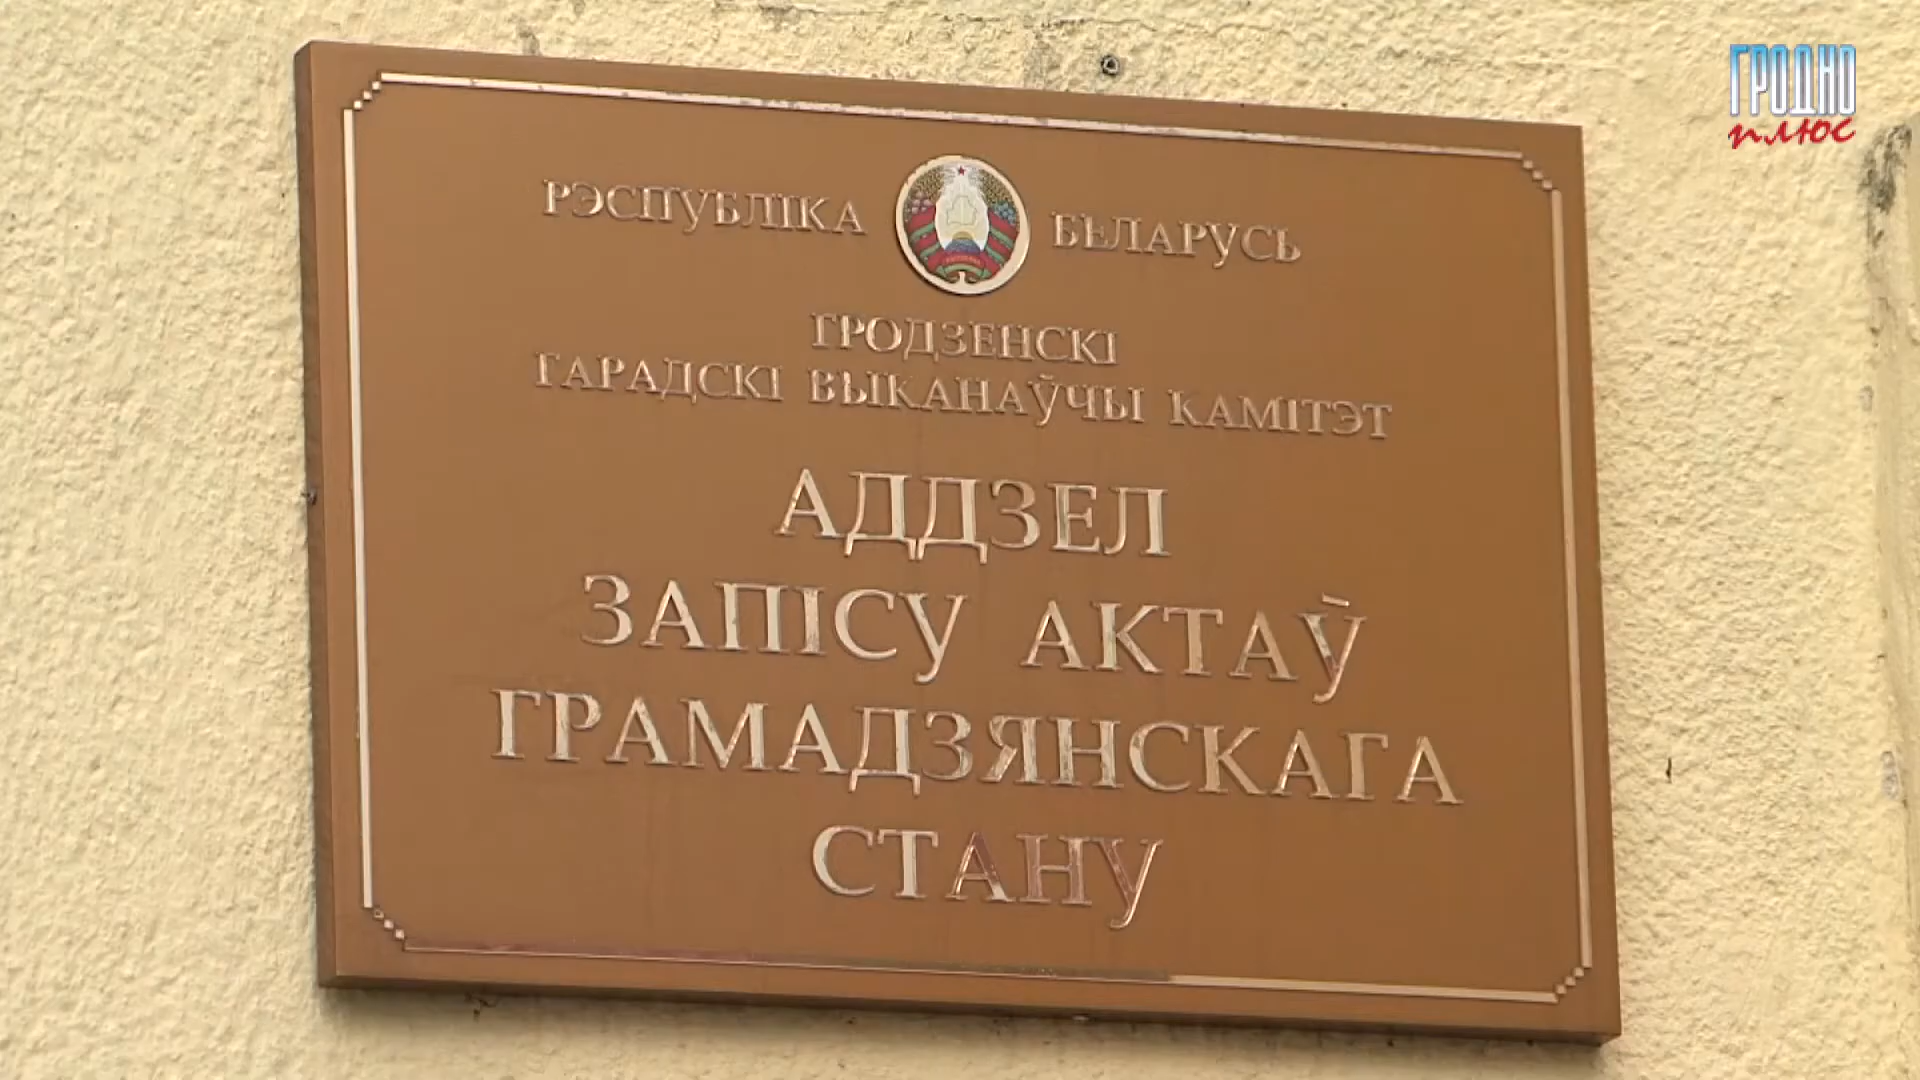 ГРОДНО
плюс
РЭСПУБЛІКА БЕЛАРУСЬ
ГРОДЗЕНСКІ
ГАРАДСКІ ВЫКАНАЎЧЫ КАМІТЭТ
АДДЗЕЛ
ЗАПІСУ АКТАЎ
ГРАМАДЗЯНСКАГА
СТАНУ